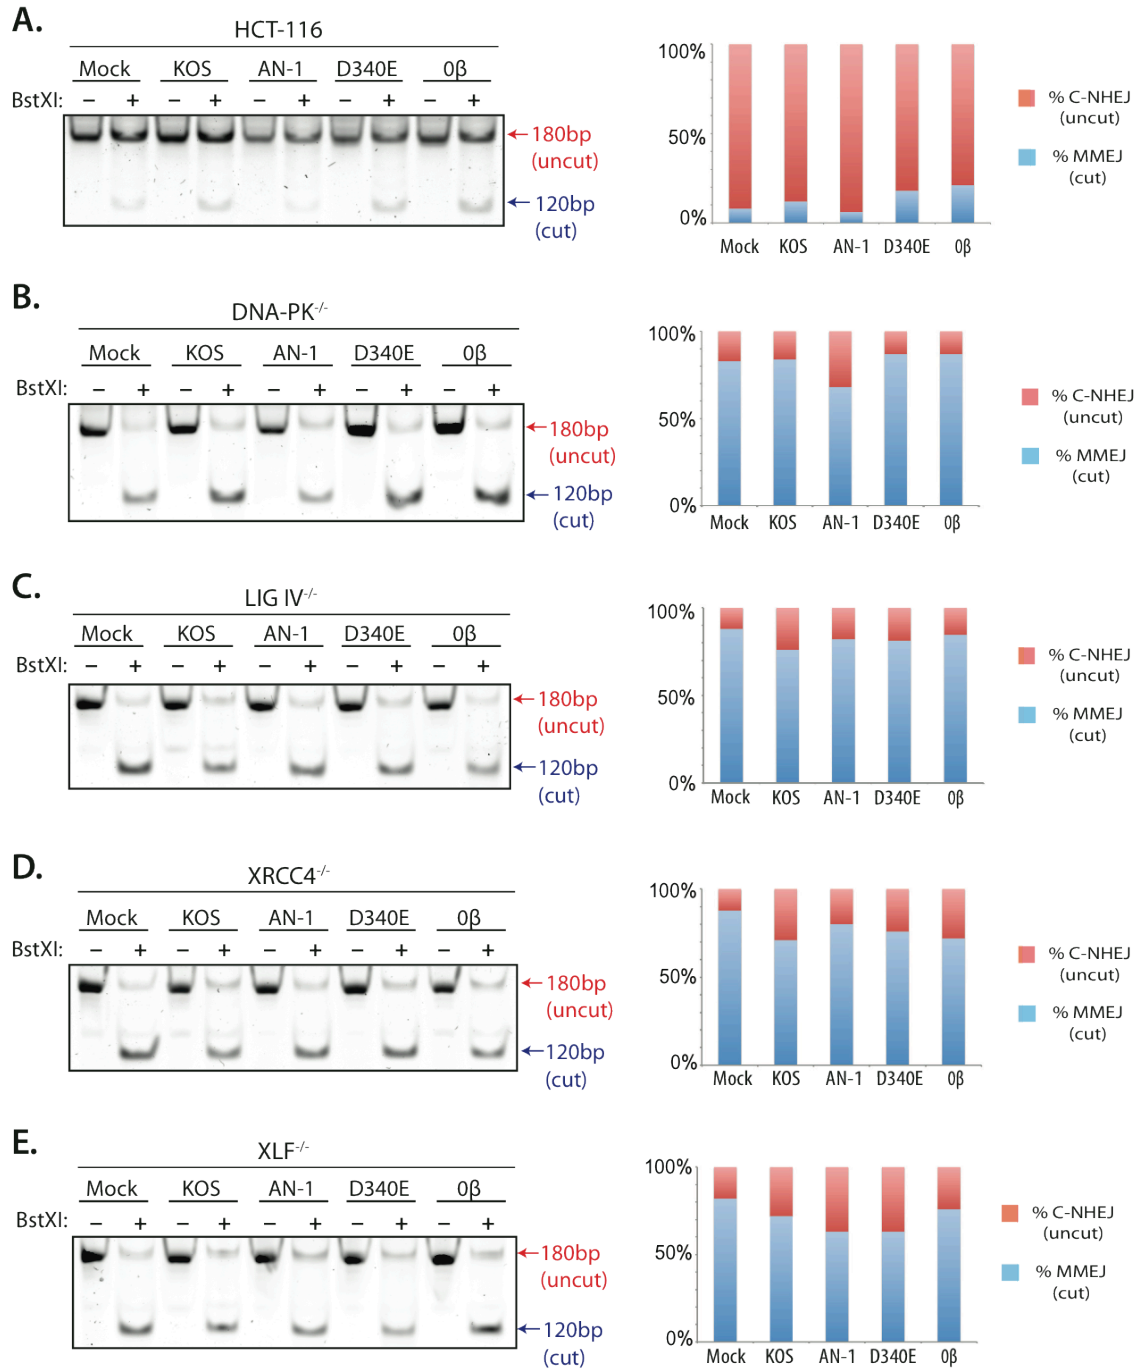 A.
HCT-116
Mock KOS AN-1 D340E 0β
BstXI: – + – + – + – + – +
180bp
(uncut)
120bp
(cut)
100%
50%
0%
Mock KOS AN-1 D340E 0β
% C-NHEJ
(uncut)
% MMEJ
(cut)
B.
DNA-PK-/-
Mock KOS AN-1 D340E 0β
BstXI: – + – + – + – + – +
180bp
(uncut)
120bp
(cut)
100%
50%
0%
Mock KOS AN-1 D340E 0β
% C-NHEJ
(uncut)
% MMEJ
(cut)
C.
LIG IV-/-
Mock KOS AN-1 D340E 0β
BstXI: – + – + – + – + – +
180bp
(uncut)
120bp
(cut)
100%
50%
0%
Mock KOS AN-1 D340E 0β
% C-NHEJ
(uncut)
% MMEJ
(cut)
D.
XRCC4-/-
Mock KOS AN-1 D340E 0β
BstXI: – + – + – + – + – +
180bp
(uncut)
120bp
(cut)
100%
50%
0%
Mock KOS AN-1 D340E 0β
% C-NHEJ
(uncut)
% MMEJ
(cut)
E.
XLF-/-
Mock KOS AN-1 D340E 0β
BstXI: – + – + – + – + – +
180bp
(uncut)
120bp
(cut)
100%
50%
0%
Mock KOS AN-1 D340E 0β
% C-NHEJ
(uncut)
% MMEJ
(cut)